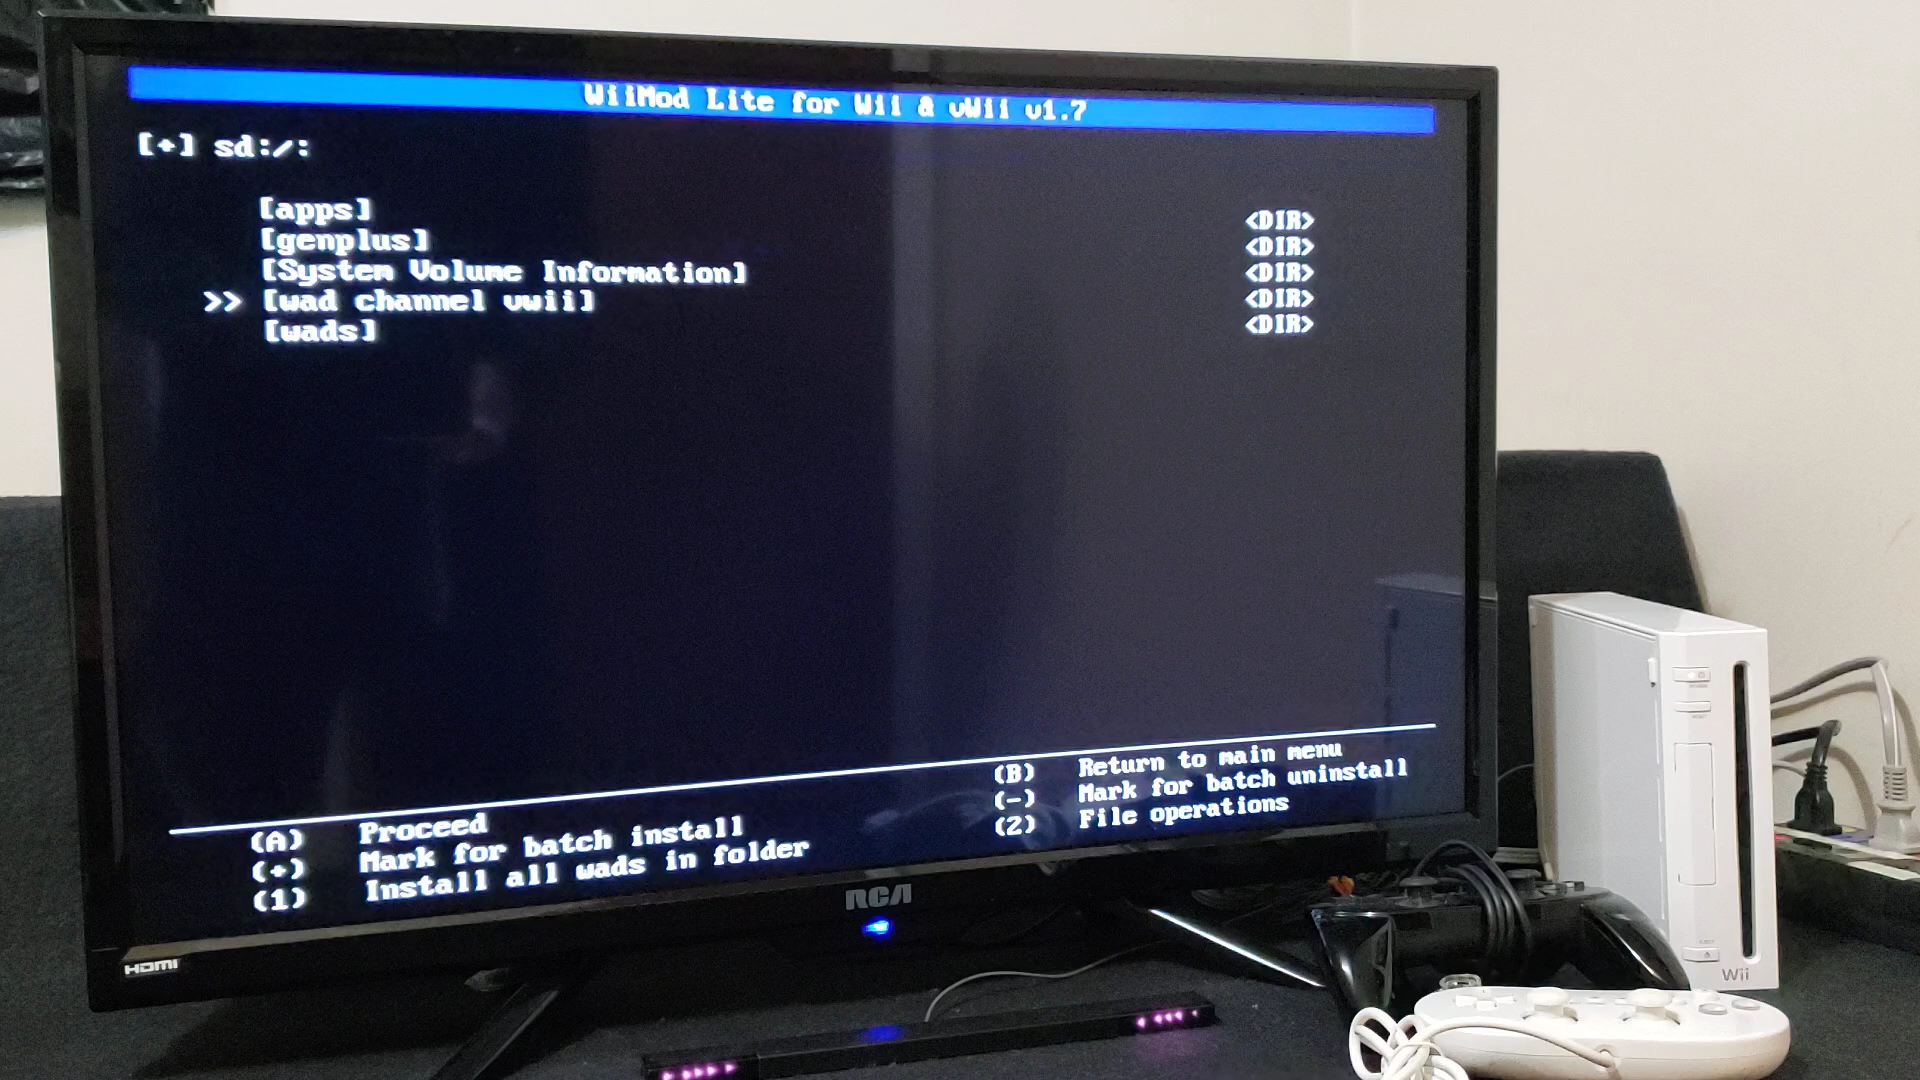 WiiMod Lite for Wii & vWii v1.7
[+] sd:/:
[apps] <DIR>
[genplus] <DIR>
[System Volume Information] <DIR>
>> [wad channel vwii] <DIR>
[wads] <DIR>
(A) Proceed
(+) Mark for batch install
(1) Install all wads in folder
(B) Return to main menu
(-) Mark for batch uninstall
(2) File operations
RCA
HDMI
Wii